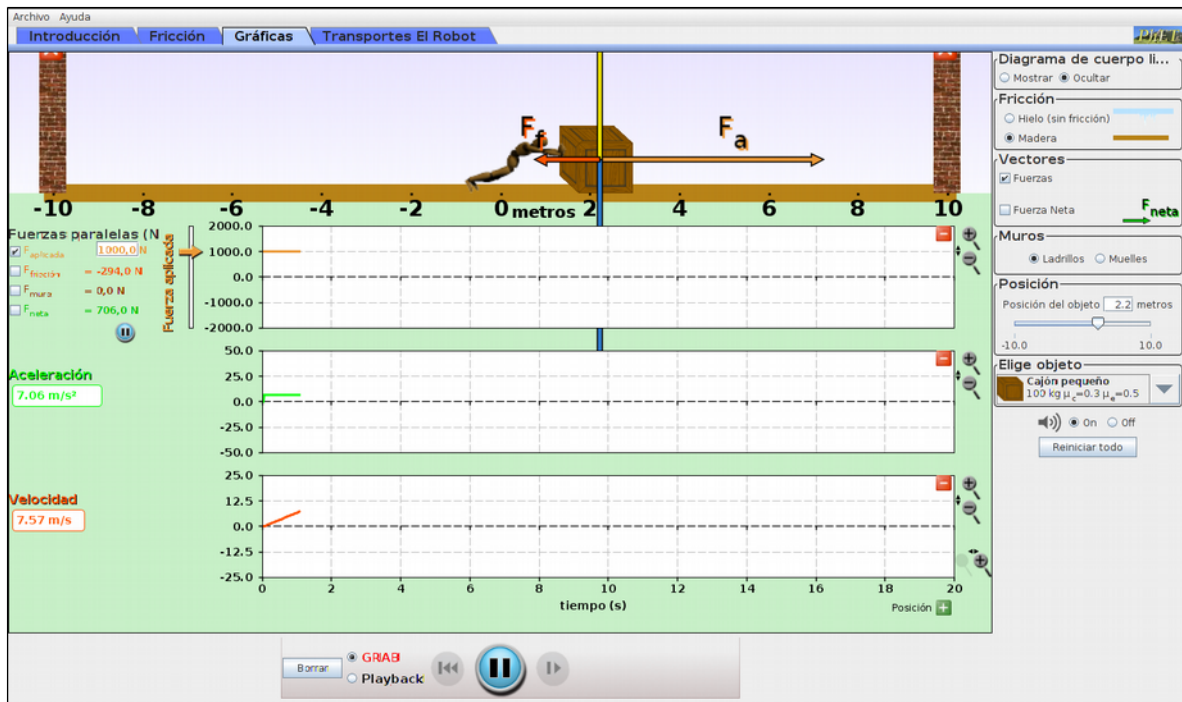 Archivo Ayuda
Introducción Fricción Gráficas Transportes El Robot
Diagrama de cuerpo li...
Mostrar Ocultar
Fricción
Hielo (sin fricción)
Madera
Vectores
Fuerzas
Fuerza Neta
F neta
Muros
Ladrillos Muelles
Posición
Posición del objeto 2.2 metros
-10.0 10.0
Elige objeto
Cajón pequeño
100 kg μc=0.3 μe=0.5
On Off
Reiniciar todo
Ff Fa
-10 -8 -6 -4 -2 0 metros 2 4 6 8 10
Fuerzas paralelas (N
F aplicada 1000,0 N
F fricción = -294,0 N
F muro = 0,0 N
F neta = 706,0 N
Fuerza aplicada
2000.0
1000.0
0.0
-1000.0
-2000.0
Aceleración
7.06 m/s²
50.0
25.0
0.0
-25.0
-50.0
Velocidad
7.57 m/s
25.0
12.5
0.0
-12.5
-25.0
0 2 4 6 8 10 12 14 16 18 20
tiempo (s)
Posición
Borrar
Playback